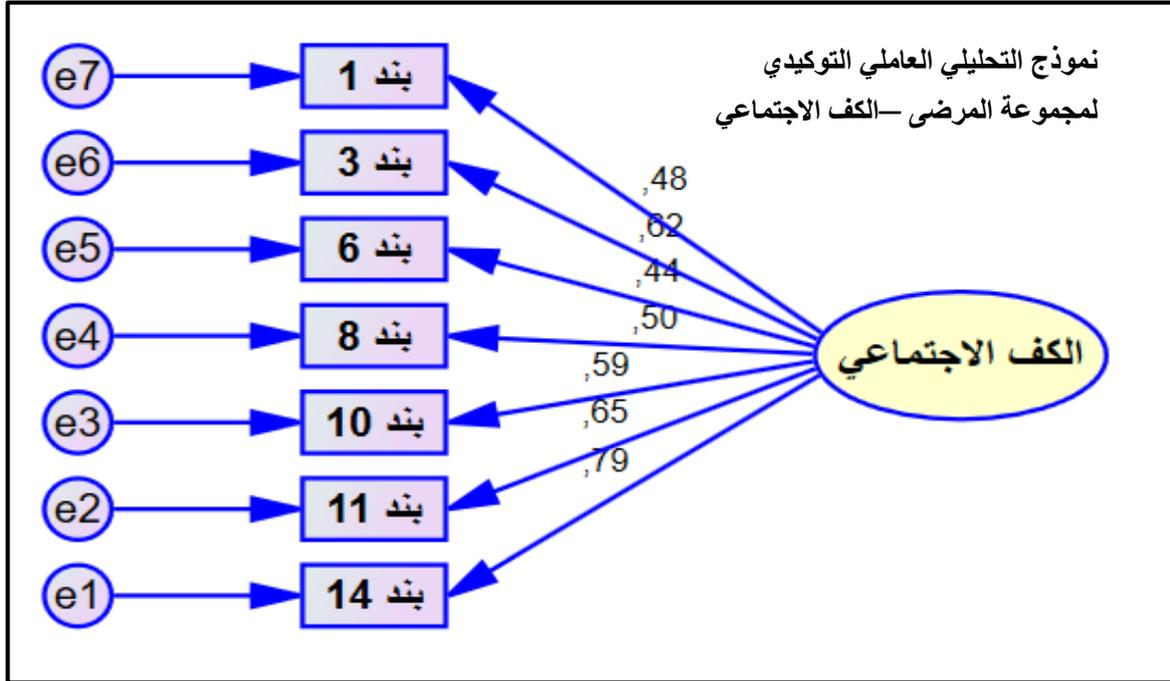 نموذج التحليلي العاملي التوكيدي
لمجموعة المرضى –الكف الاجتماعي
e7
بند 1
,48
e6
بند 3
,62
e5
بند 6
,44
e4
بند 8
,50
الكف الاجتماعي
e3
بند 10
,59
e2
بند 11
,65
e1
بند 14
,79